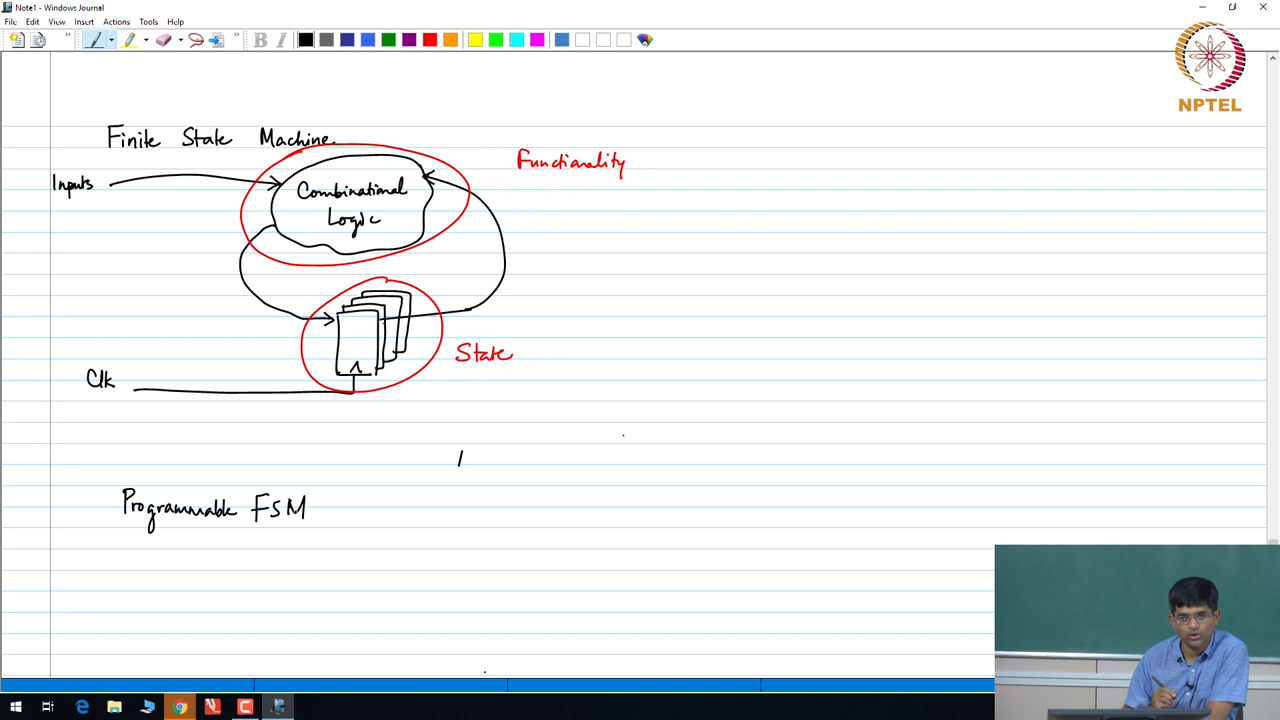 Note1 - Windows Journal
File Edit View Insert Actions Tools Help
NPTEL
Finite State Machine.
Functionality
Inputs
Combinational
Logic
State
Clk
Programmable FSM